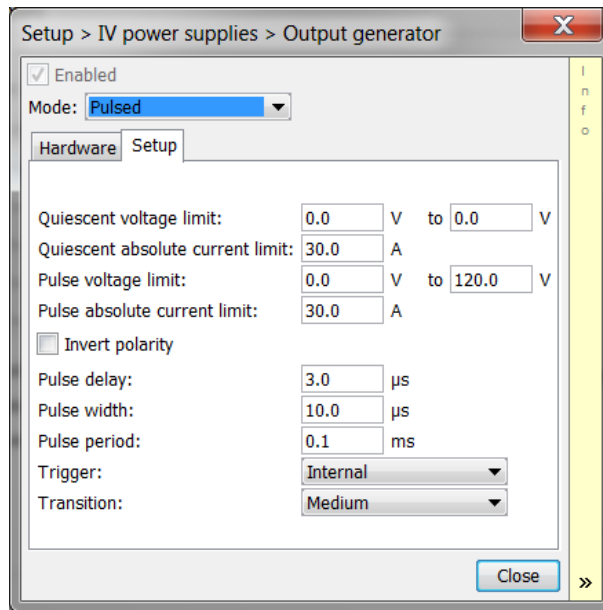 Setup > IV power supplies > Output generator X
Enabled
Mode: Pulsed
Hardware Setup
Quiescent voltage limit: 0.0 V to 0.0 V
Quiescent absolute current limit: 30.0 A
Pulse voltage limit: 0.0 V to 120.0 V
Pulse absolute current limit: 30.0 A
Invert polarity
Pulse delay: 3.0 µs
Pulse width: 10.0 µs
Pulse period: 0.1 ms
Trigger: Internal
Transition: Medium
Close
Info
»